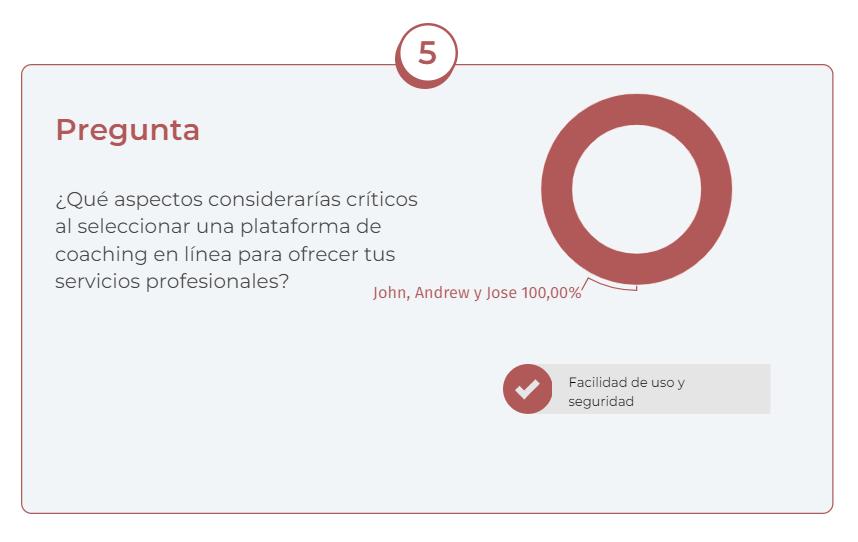 5
Pregunta
¿Qué aspectos considerarías críticos
al seleccionar una plataforma de
coaching en línea para ofrecer tus
servicios profesionales?
John, Andrew y Jose 100,00%
Facilidad de uso y
seguridad